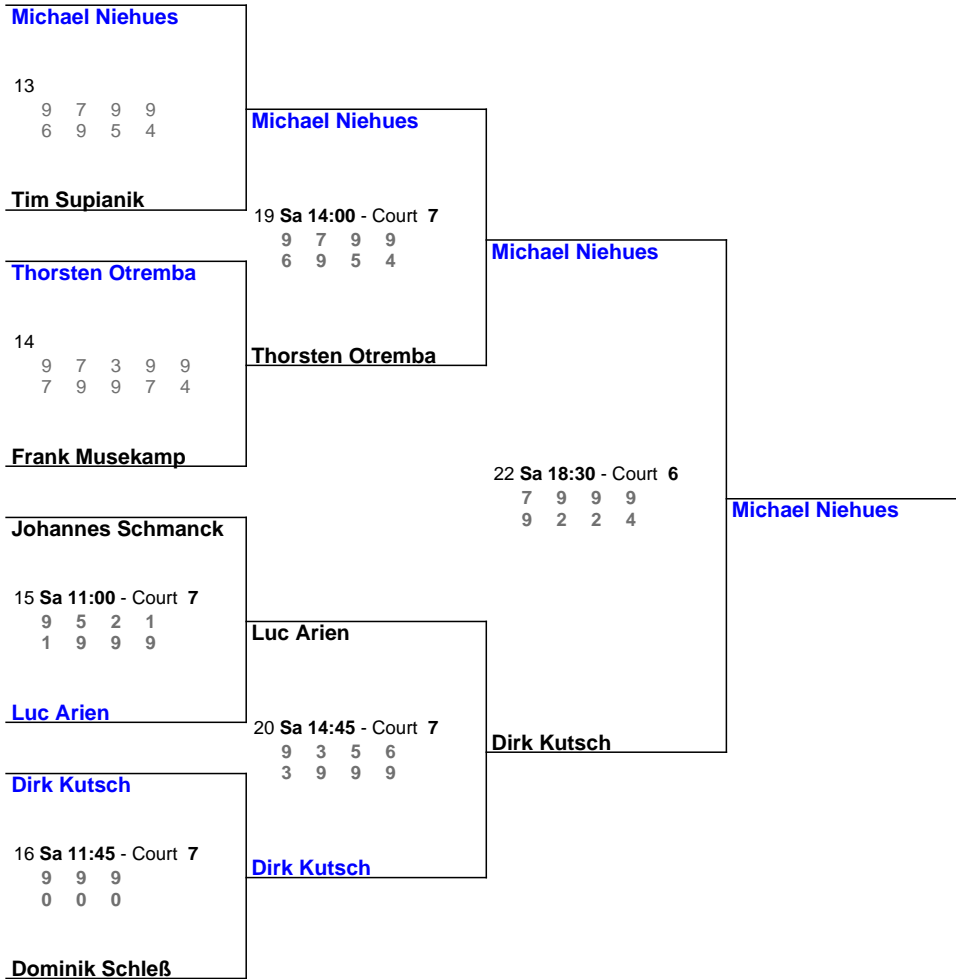 Michael Niehues
13
9 7 9 9
6 9 5 4
Tim Supianik
Thorsten Otremba
14
9 7 3 9 9
7 9 9 7 4
Frank Musekamp
Johannes Schmanck
15 Sa 11:00 - Court 7
9 5 2 1
1 9 9 9
Luc Arien
Dirk Kutsch
16 Sa 11:45 - Court 7
9 9 9
0 0 0
Dominik Schleß
Michael Niehues
19 Sa 14:00 - Court 7
9 7 9 9
6 9 5 4
Thorsten Otremba
Luc Arien
20 Sa 14:45 - Court 7
9 3 5 6
3 9 9 9
Dirk Kutsch
Michael Niehues
22 Sa 18:30 - Court 6
7 9 9 9
9 2 2 4
Dirk Kutsch
Michael Niehues